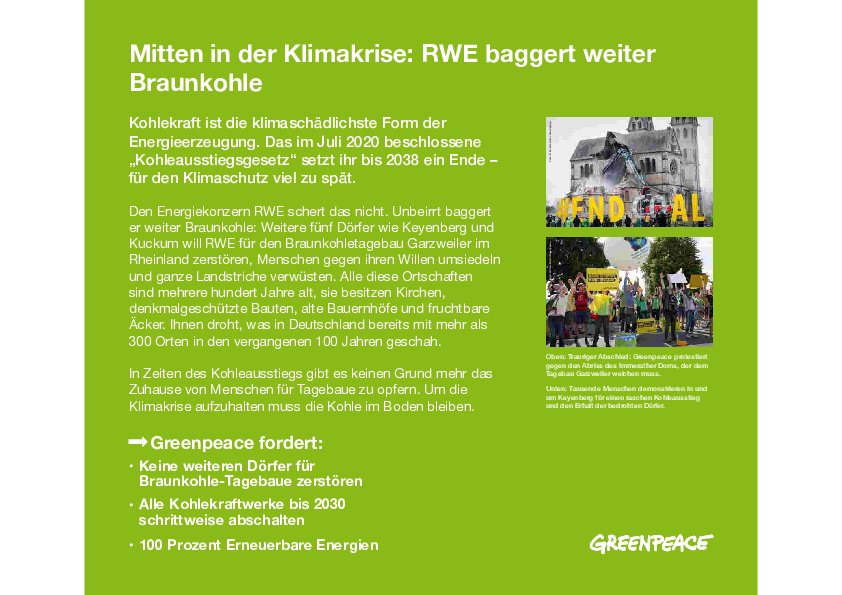 Mitten in der Klimakrise: RWE baggert weiter
Braunkohle
Kohlekraft ist die klimaschädlichste Form der
Energieerzeugung. Das im Juli 2020 beschlossene
„Kohleausstiegsgesetz“ setzt ihr bis 2038 ein Ende –
für den Klimaschutz viel zu spät.
Den Energiekonzern RWE schert das nicht. Unbeirrt baggert
er weiter Braunkohle: Weitere fünf Dörfer wie Keyenberg und
Kuckum will RWE für den Braunkohletagebau Garzweiler im
Rheinland zerstören, Menschen gegen ihren Willen umsiedeln
und ganze Landstriche verwüsten. Alle diese Ortschaften
sind mehrere hundert Jahre alt, sie besitzen Kirchen,
denkmalgeschützte Bauten, alte Bauernhöfe und fruchtbare
Äcker. Ihnen droht, was in Deutschland bereits mit mehr als
300 Orten in den vergangenen 100 Jahren geschah.
In Zeiten des Kohleausstiegs gibt es keinen Grund mehr das
Zuhause von Menschen für Tagebaue zu opfern. Um die
Klimakrise aufzuhalten muss die Kohle im Boden bleiben.
➞Greenpeace fordert:
• Keine weiteren Dörfer für
Braunkohle-Tagebaue zerstören
• Alle Kohlekraftwerke bis 2030
schrittweise abschalten
• 100 Prozent Erneuerbare Energien
#END AL
Oben: Trauriger Abschied: Greenpeace protestiert
gegen den Abriss des Immerather Doms, der dem
Tagebau Garzweiler weichen muss.
Unten: Tausende Menschen demonstrieren in und
um Keyenberg für einen raschen Kohleausstieg
und den Erhalt der bedrohten Dörfer.
GREENPEACE